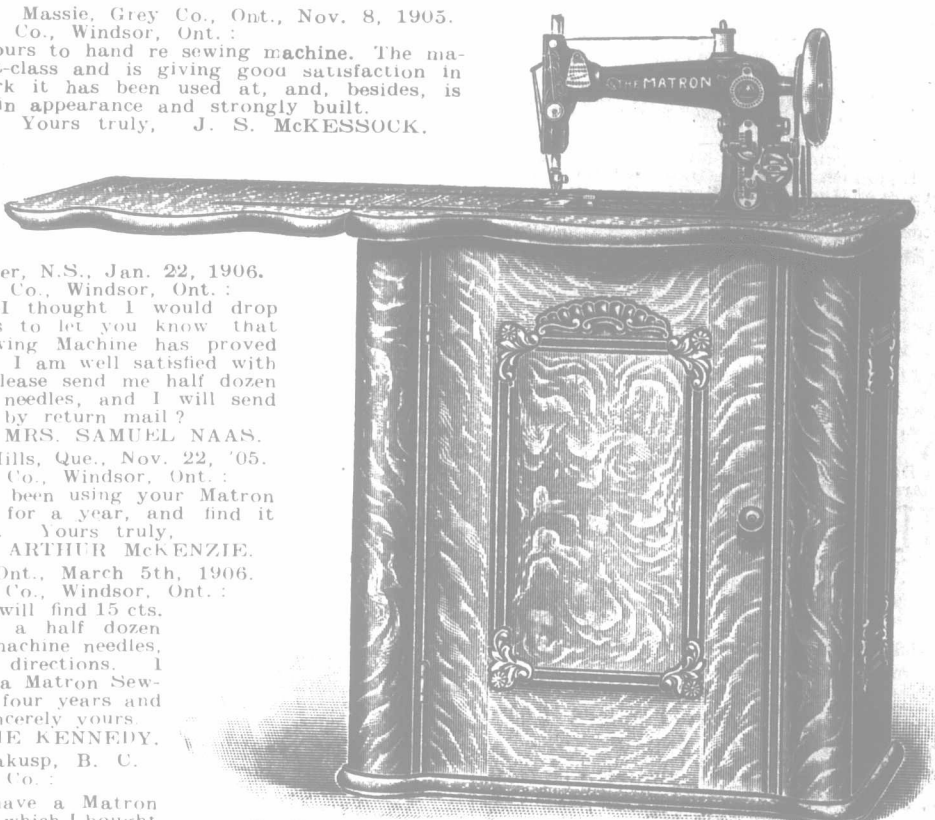 Massie, Grey Co., Ont., Nov. 8, 1905.
Co., Windsor, Ont. :
ours to hand re sewing machine. The ma-
-class and is giving good satisfaction in
rk it has been used at, and, besides, is
in appearance and strongly built.
Yours truly, J. S. McKESSOCK.
THE MATRON
er, N.S., Jan. 22, 1906.
Co., Windsor, Ont. :
I thought I would drop
s to let you know that
wing Machine has proved
I am well satisfied with
lease send me half dozen
needles, and I will send
by return mail ?
MRS. SAMUEL NAAS.
Mills, Que., Nov. 22, '05.
Co., Windsor, Ont. :
been using your Matron
for a year, and find it
Yours truly,
ARTHUR McKENZIE.
Ont., March 5th, 1906.
Co., Windsor, Ont. :
will find 15 cts.
a half dozen
machine needles,
directions. I
a Matron Sew-
four years and
ncerely yours.
IE KENNEDY.
akusp, B. C.
Co. :
have a Matron
which I bought